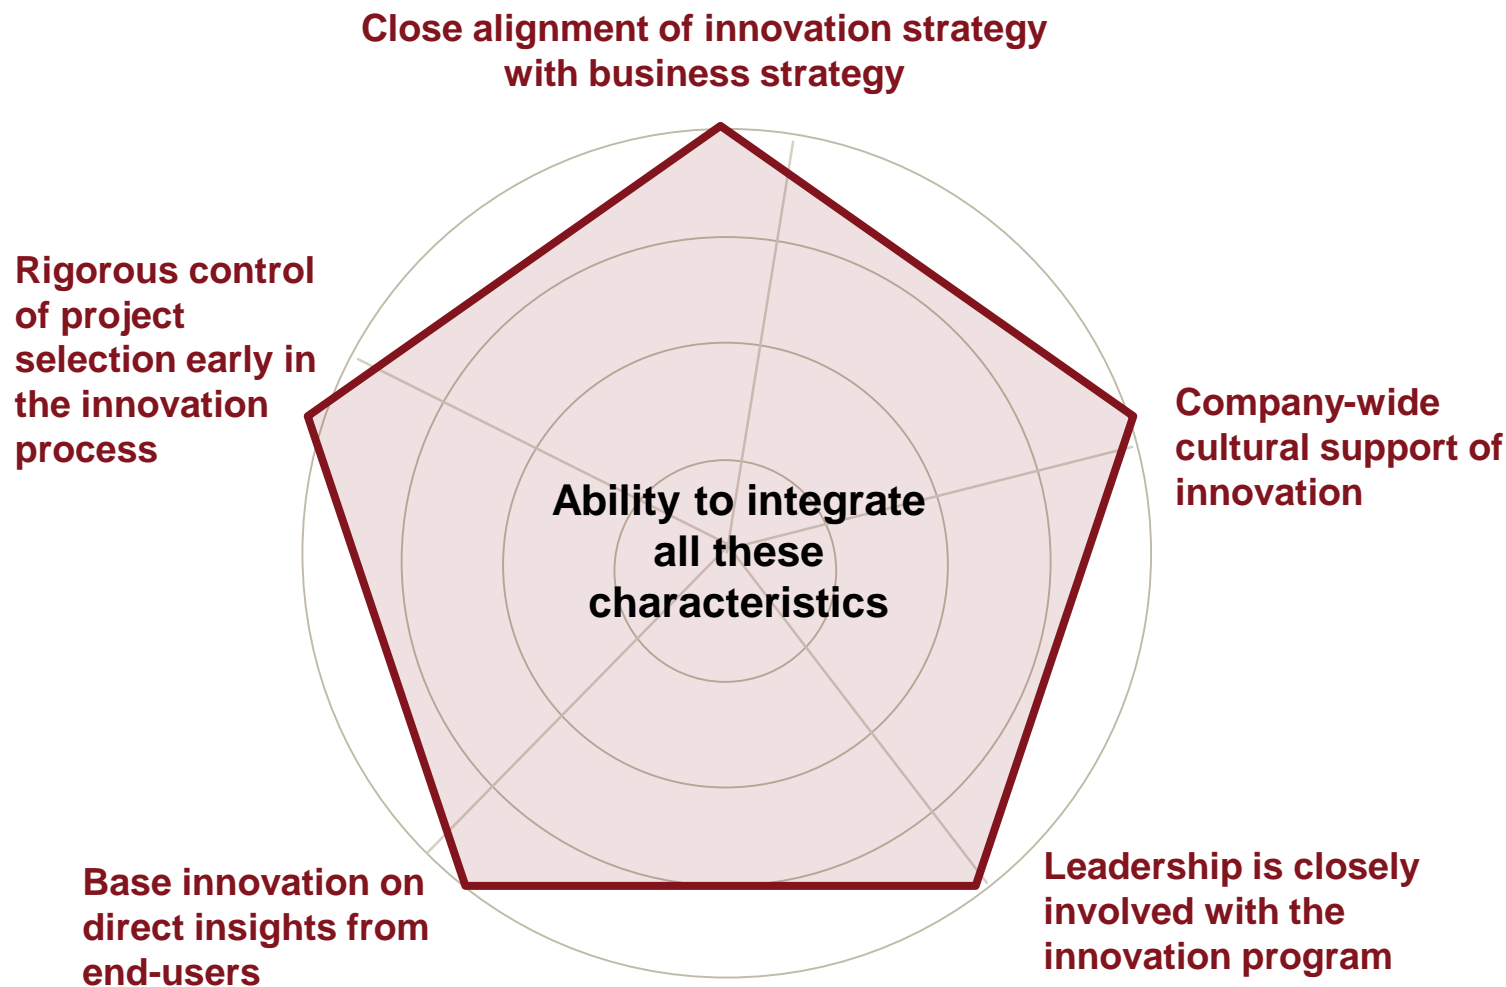 Close alignment of innovation strategy
with business strategy
Rigorous control
of project
selection early in
the innovation
process
Company-wide
cultural support of
innovation
Ability to integrate
all these
characteristics
Base innovation on
direct insights from
end-users
Leadership is closely
involved with the
innovation program